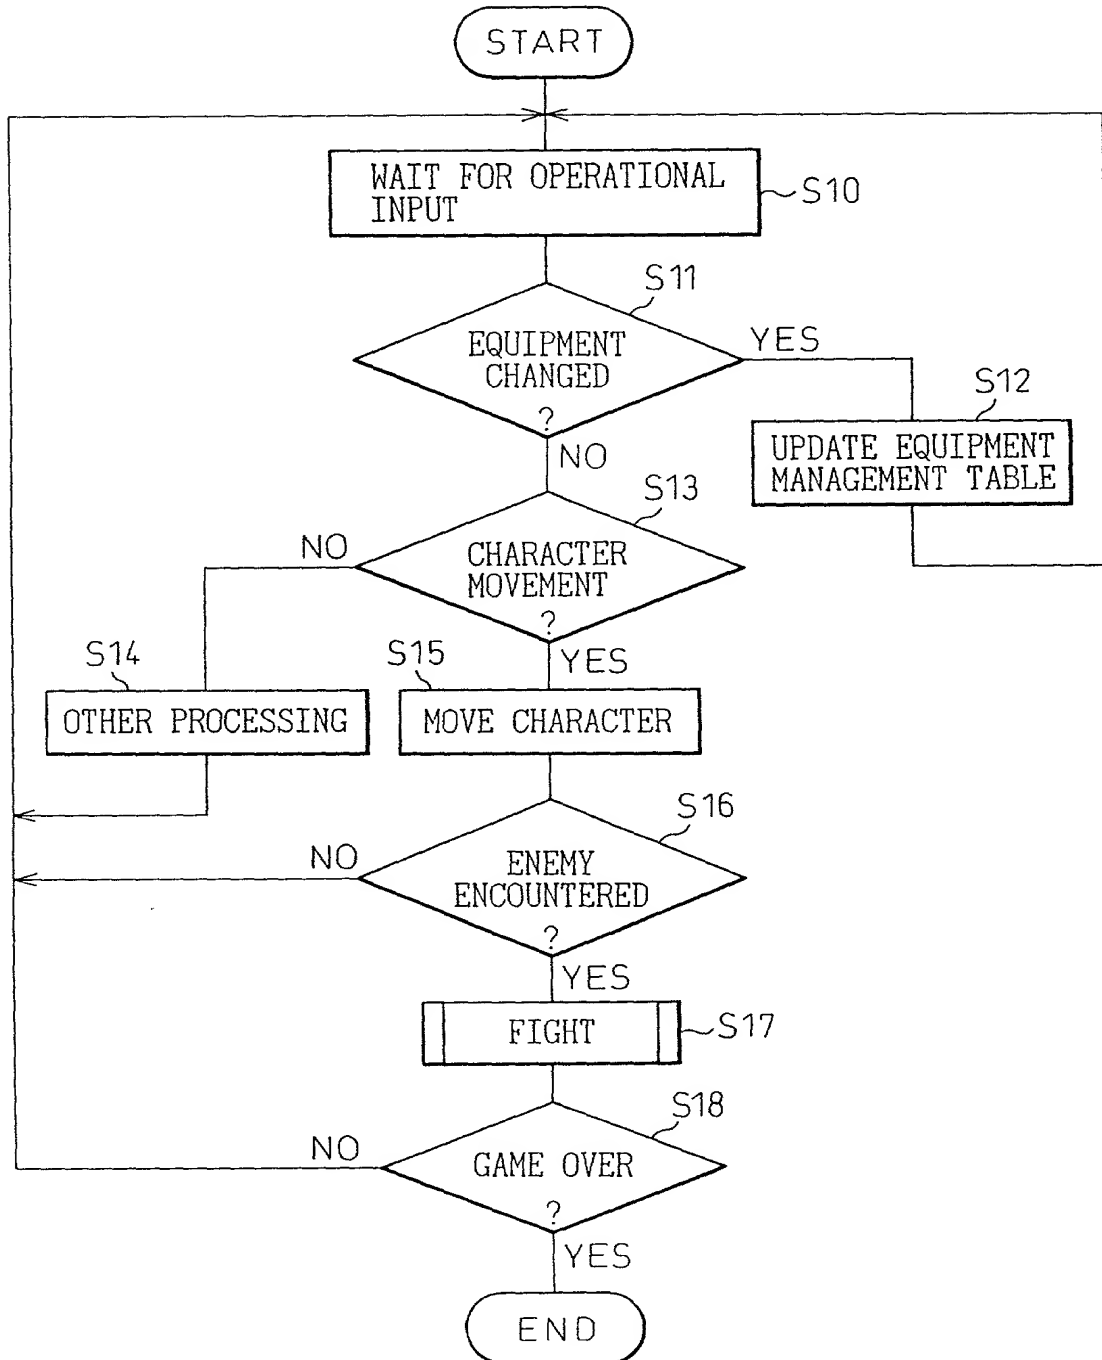 START
WAIT FOR OPERATIONAL
INPUT
S10
S11
EQUIPMENT
CHANGED
?
YES
NO
S12
UPDATE EQUIPMENT
MANAGEMENT TABLE
S13
CHARACTER
MOVEMENT
?
NO
YES
S14
OTHER PROCESSING
S15
MOVE CHARACTER
S16
ENEMY
ENCOUNTERED
?
NO
YES
FIGHT
S17
S18
GAME OVER
?
NO
YES
END